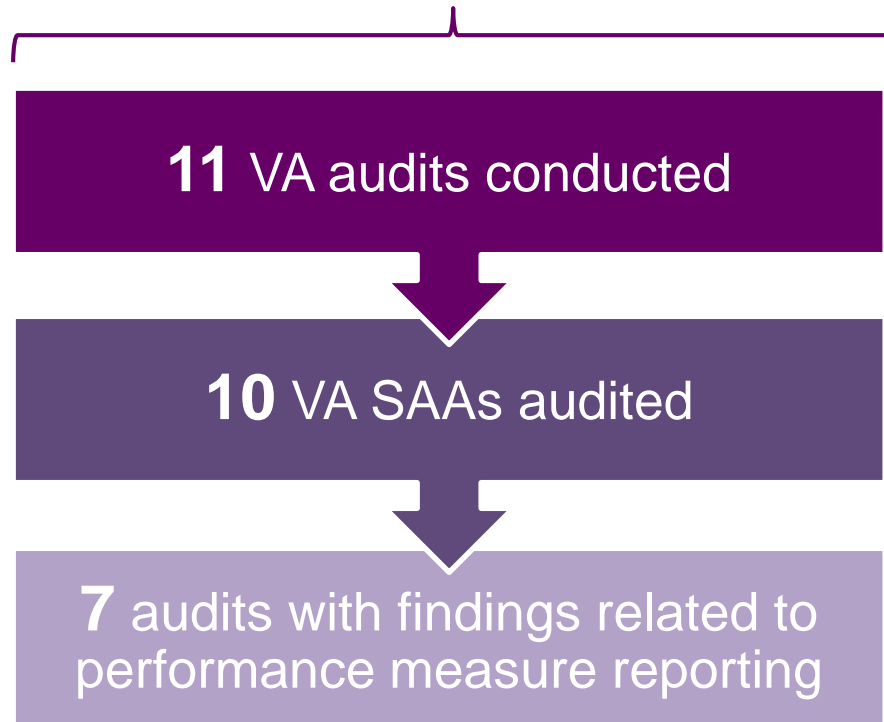 11 VA audits conducted
10 VA SAAs audited
7 audits with findings related to
performance measure reporting